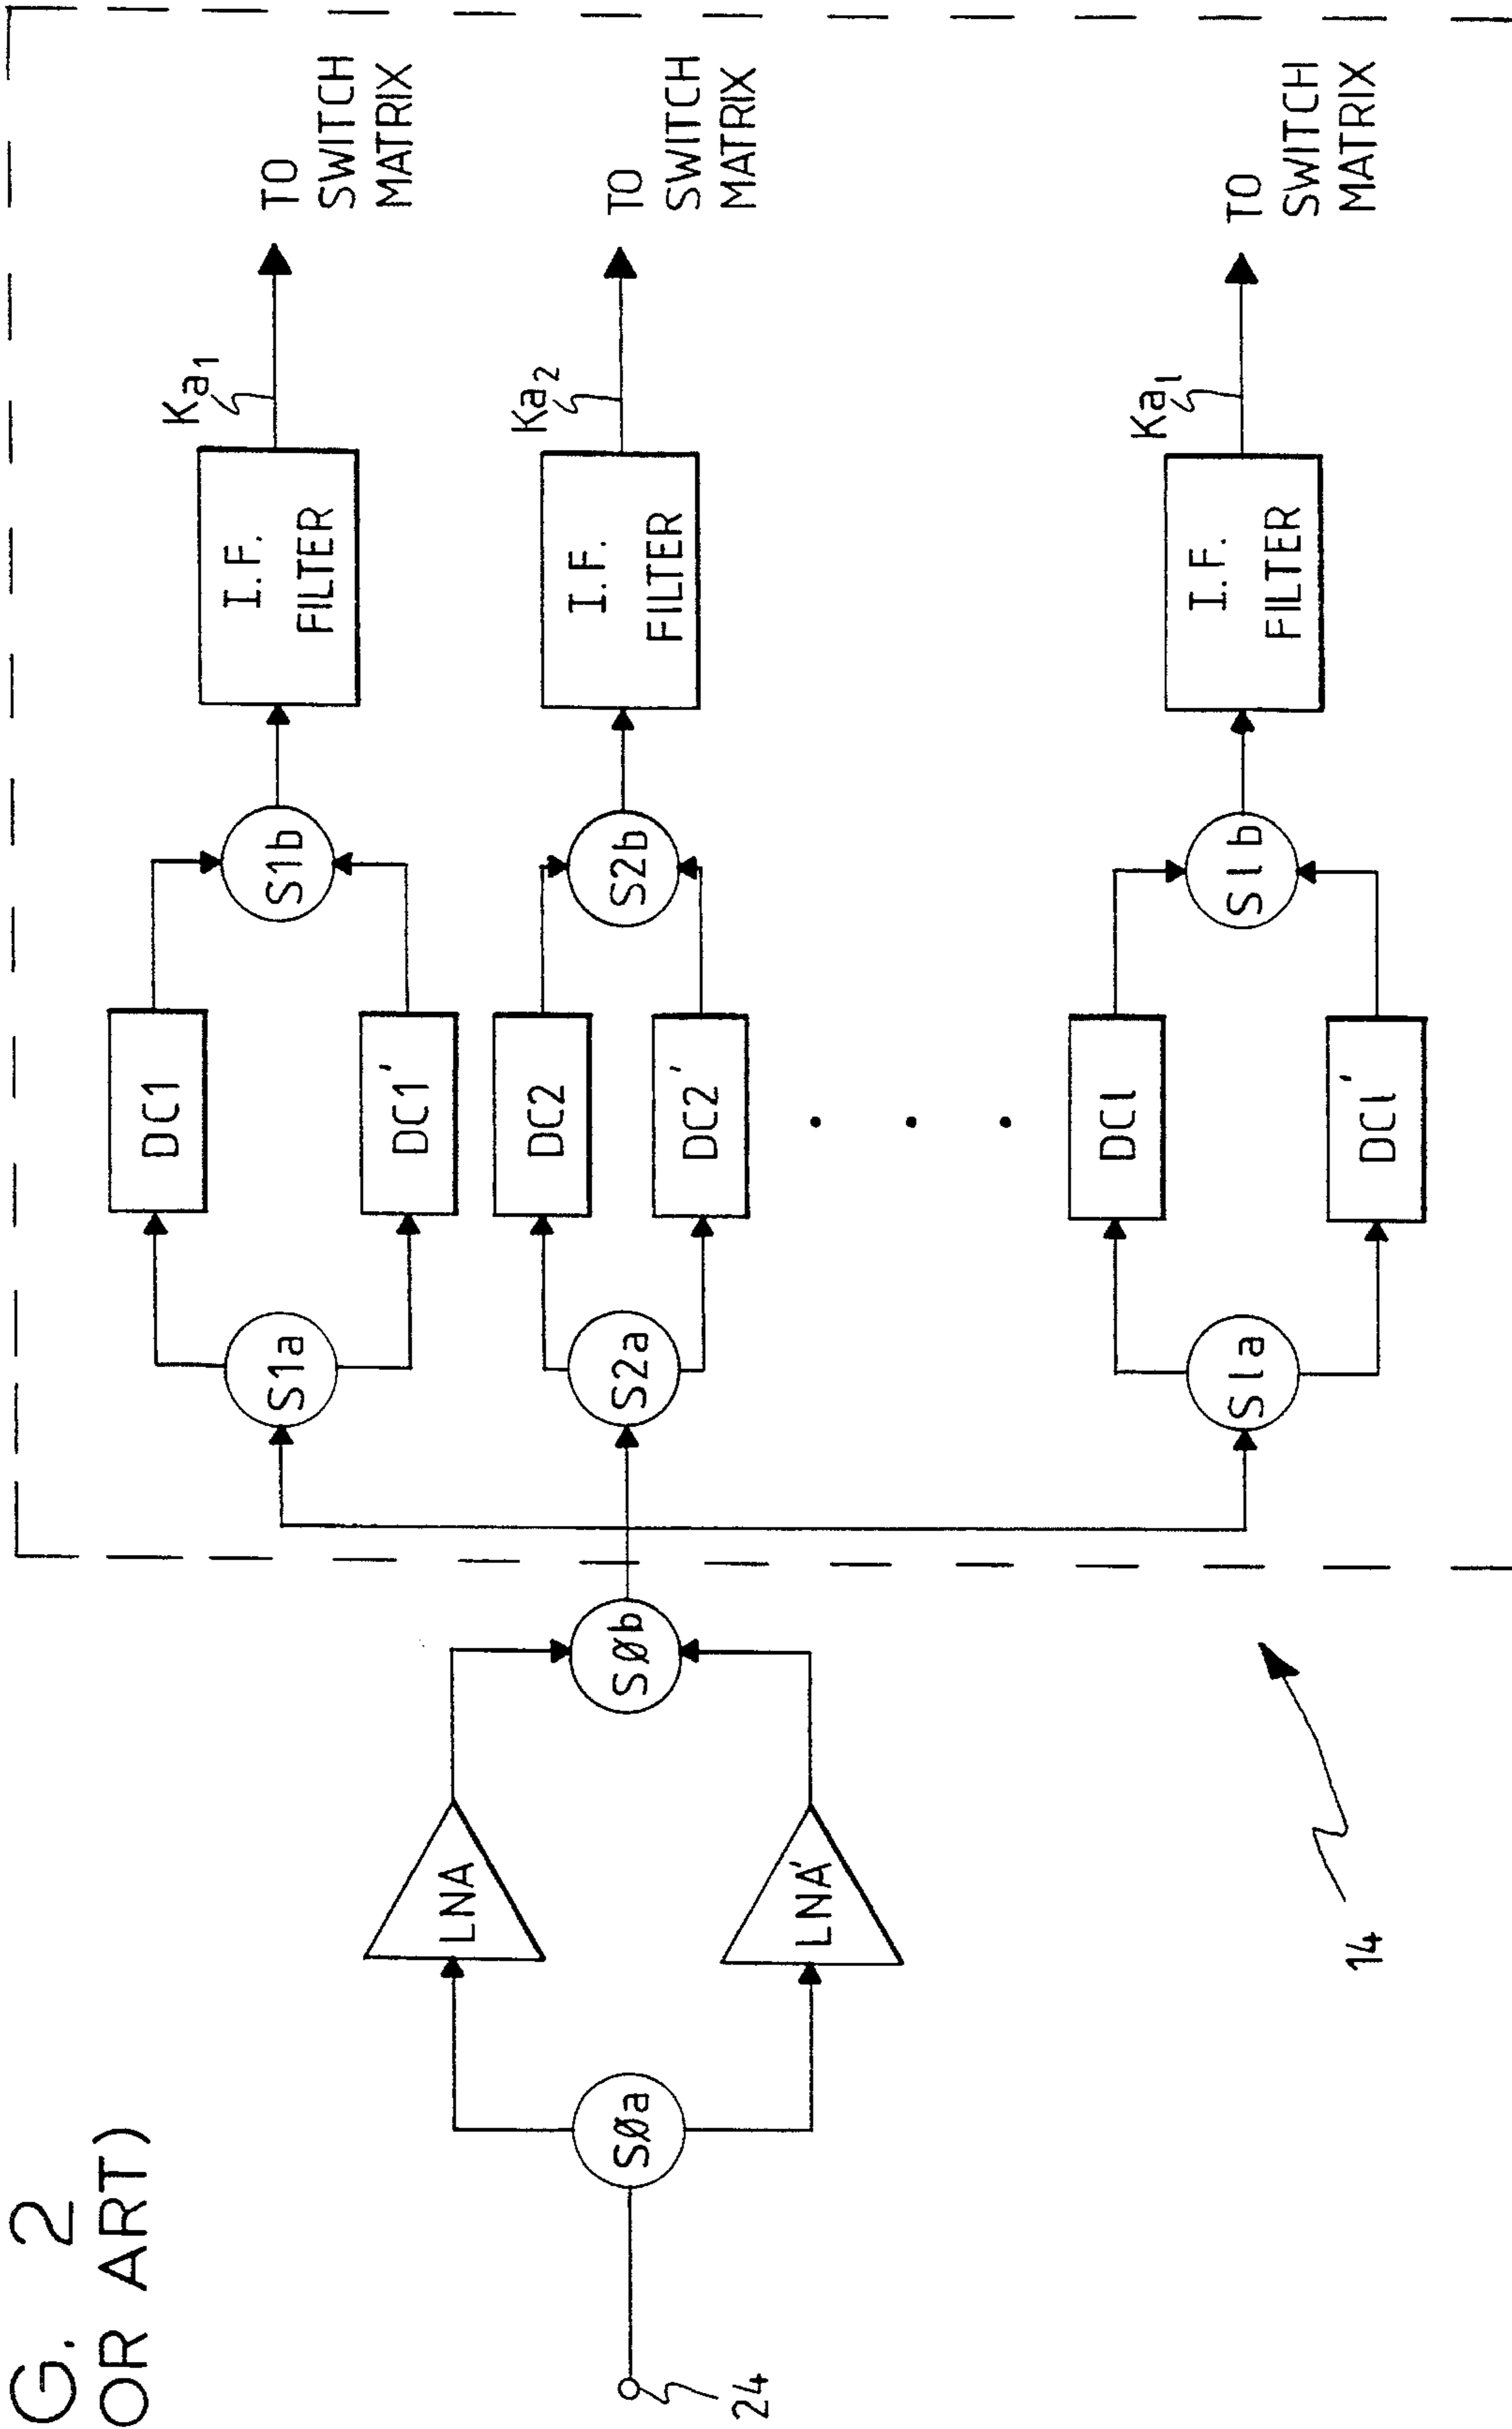 G. 2
OR ART)
24
SØa
LNA
LNA'
SØb
14
S1a
DC1
DC1'
S1b
I.F.
FILTER
Ka1
TO
SWITCH
MATRIX
S2a
DC2
DC2'
S2b
I.F.
FILTER
Ka2
TO
SWITCH
MATRIX
. . .
Sla
DCl
DCl'
Slb
I.F.
FILTER
Kal
TO
SWITCH
MATRIX